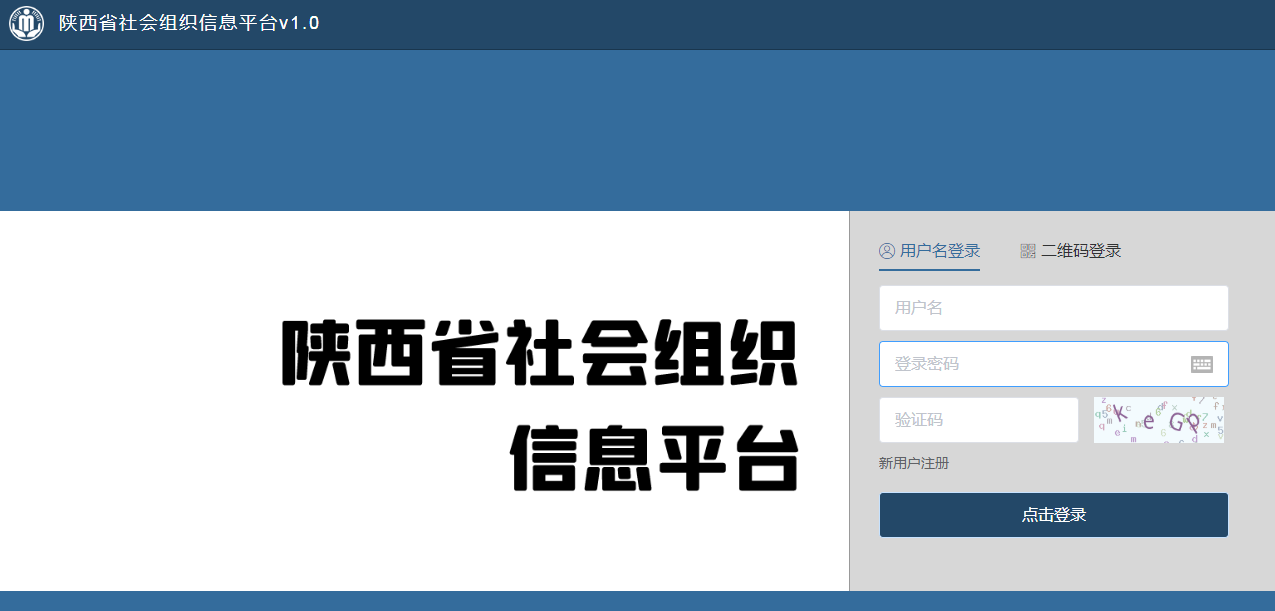 陕西省社会组织信息平台v1.0
陕西省社会组织
信息平台
用户名登录
二维码登录
用户名
登录密码
验证码
KeGQ
新用户注册
点击登录